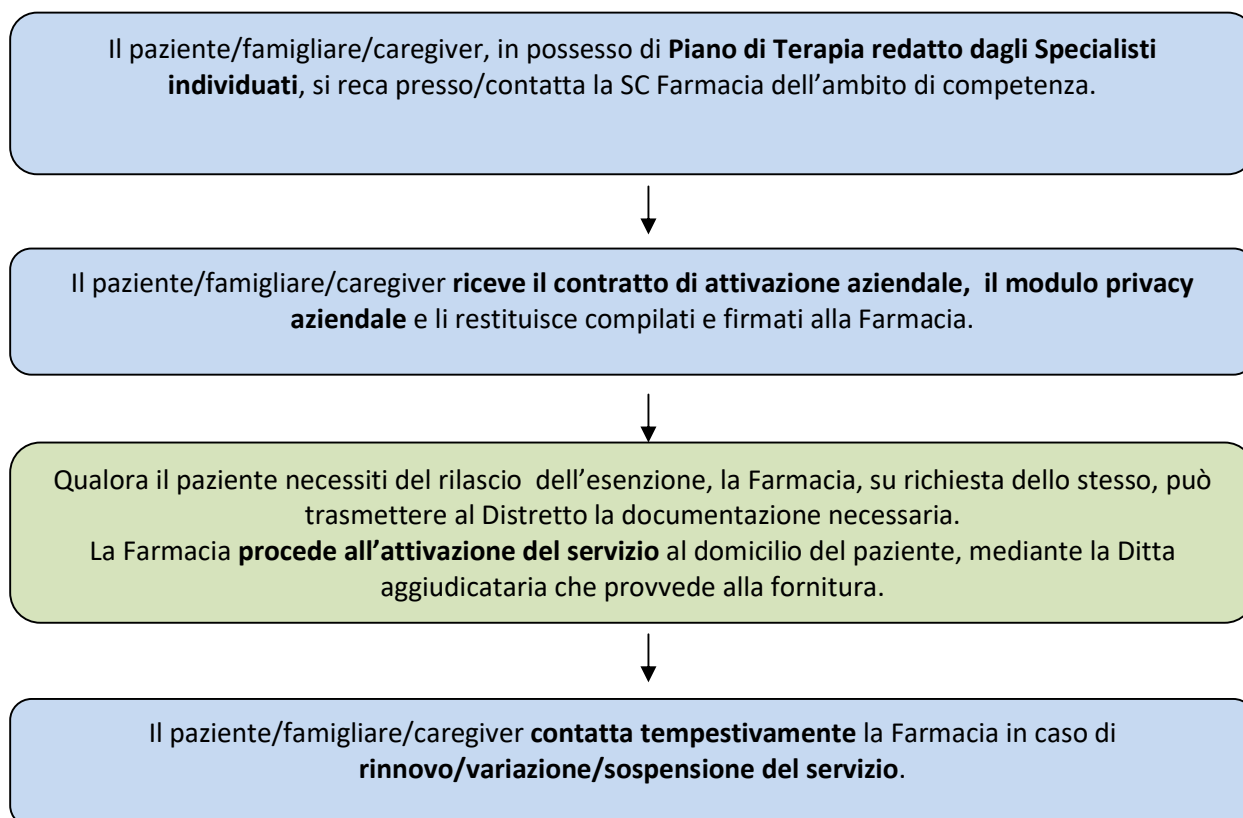 Il paziente/famigliare/caregiver, in possesso di Piano di Terapia redatto dagli Specialisti
individuati, si reca presso/contatta la SC Farmacia dell’ambito di competenza.
Il paziente/famigliare/caregiver riceve il contratto di attivazione aziendale, il modulo privacy
aziendale e li restituisce compilati e firmati alla Farmacia.
Qualora il paziente necessiti del rilascio dell’esenzione, la Farmacia, su richiesta dello stesso, può
trasmettere al Distretto la documentazione necessaria.
La Farmacia procede all’attivazione del servizio al domicilio del paziente, mediante la Ditta
aggiudicataria che provvede alla fornitura.
Il paziente/famigliare/caregiver contatta tempestivamente la Farmacia in caso di
rinnovo/variazione/sospensione del servizio.